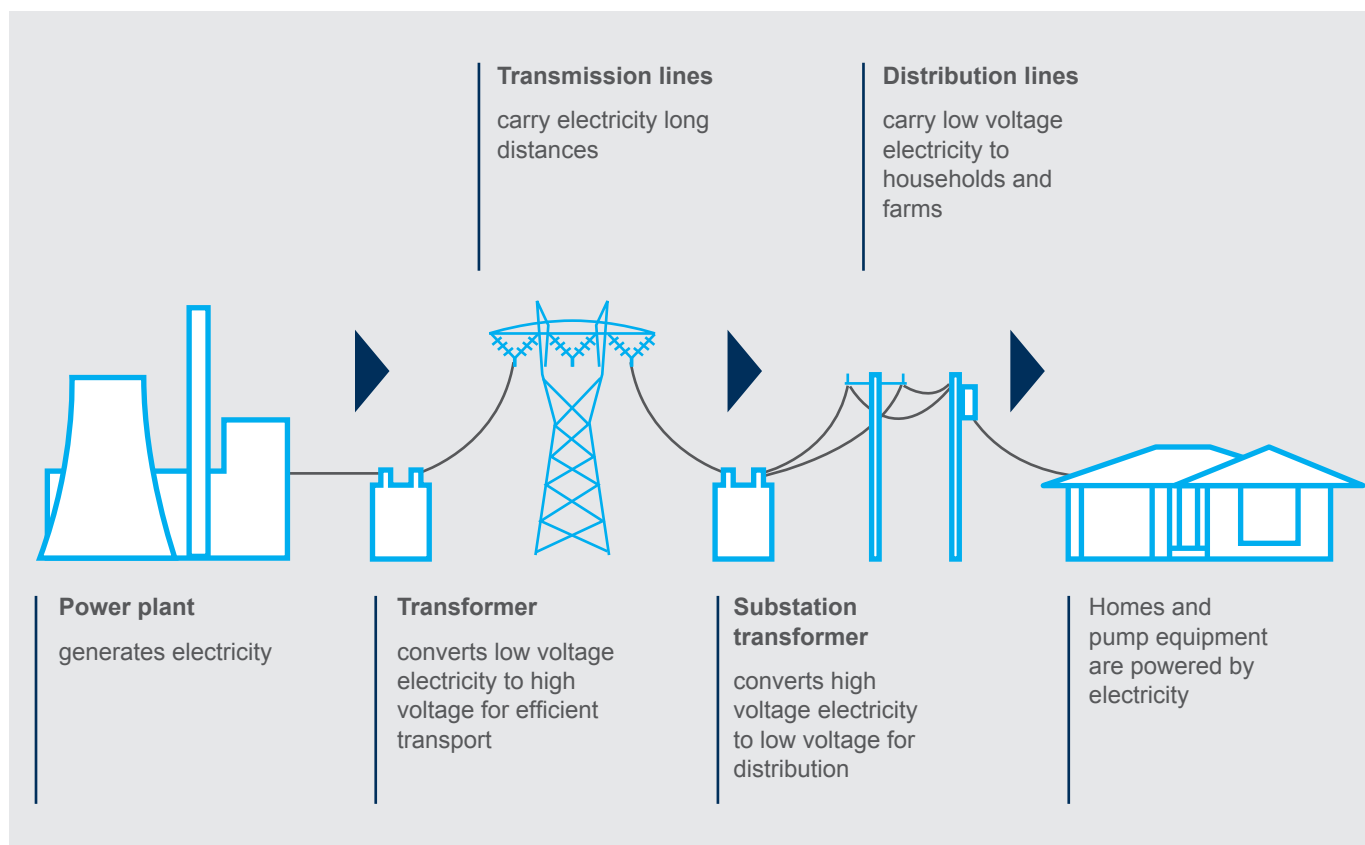 Transmission lines
carry electricity long
distances
Distribution lines
carry low voltage
electricity to
households and
farms
Power plant
generates electricity
Transformer
converts low voltage
electricity to high
voltage for efficient
transport
Substation
transformer
converts high
voltage electricity
to low voltage for
distribution
Homes and
pump equipment
are powered by
electricity